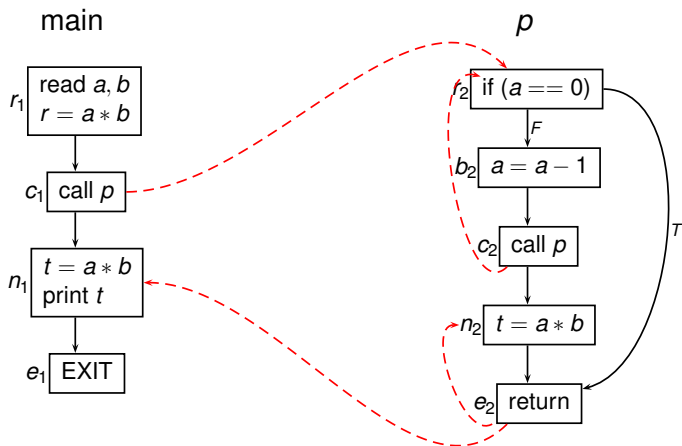 main
r1
read a, b
r = a ∗ b
c1
call p
n1
t = a ∗ b
print t
e1
EXIT
p
r2
if (a == 0)
F
T
b2
a = a − 1
c2
call p
n2
t = a ∗ b
e2
return